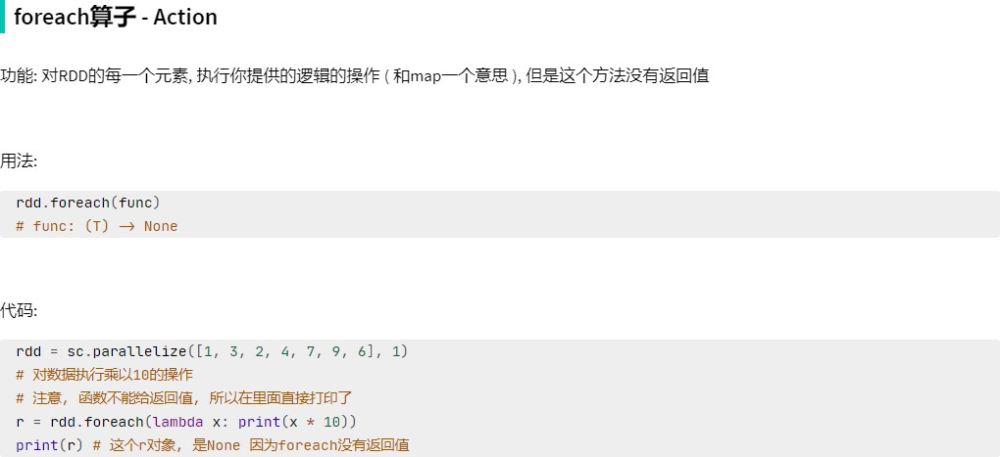 foreach算子 - Action
功能: 对RDD的每一个元素, 执行你提供的逻辑的操作 ( 和map一个意思 ), 但是这个方法没有返回值
用法:
rdd.foreach(func)
# func: (T) -> None
代码:
rdd = sc.parallelize([1, 3, 2, 4, 7, 9, 6], 1)
# 对数据执行乘以10的操作
# 注意, 函数不能给返回值, 所以在里面直接打印了
r = rdd.foreach(lambda x: print(x * 10))
print(r) # 这个r对象, 是None 因为foreach没有返回值